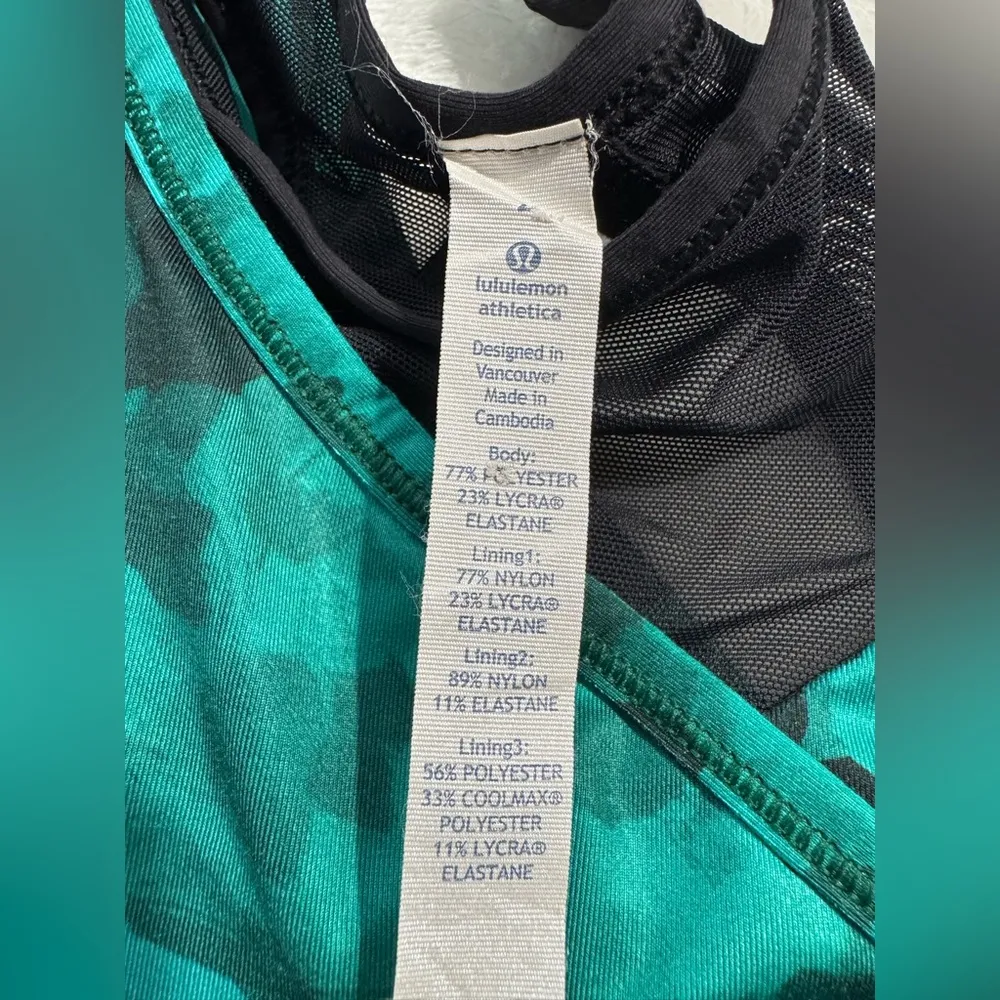 lululemon
athletica
Designed in
Vancouver
Made in
Cambodia
Body:
77% POLYESTER
23% LYCRA®
ELASTANE
Lining1:
77% NYLON
23% LYCRA®
ELASTANE
Lining2:
89% NYLON
11% ELASTANE
Lining3:
56% POLYESTER
33% COOLMAX®
POLYESTER
11% LYCRA®
ELASTANE